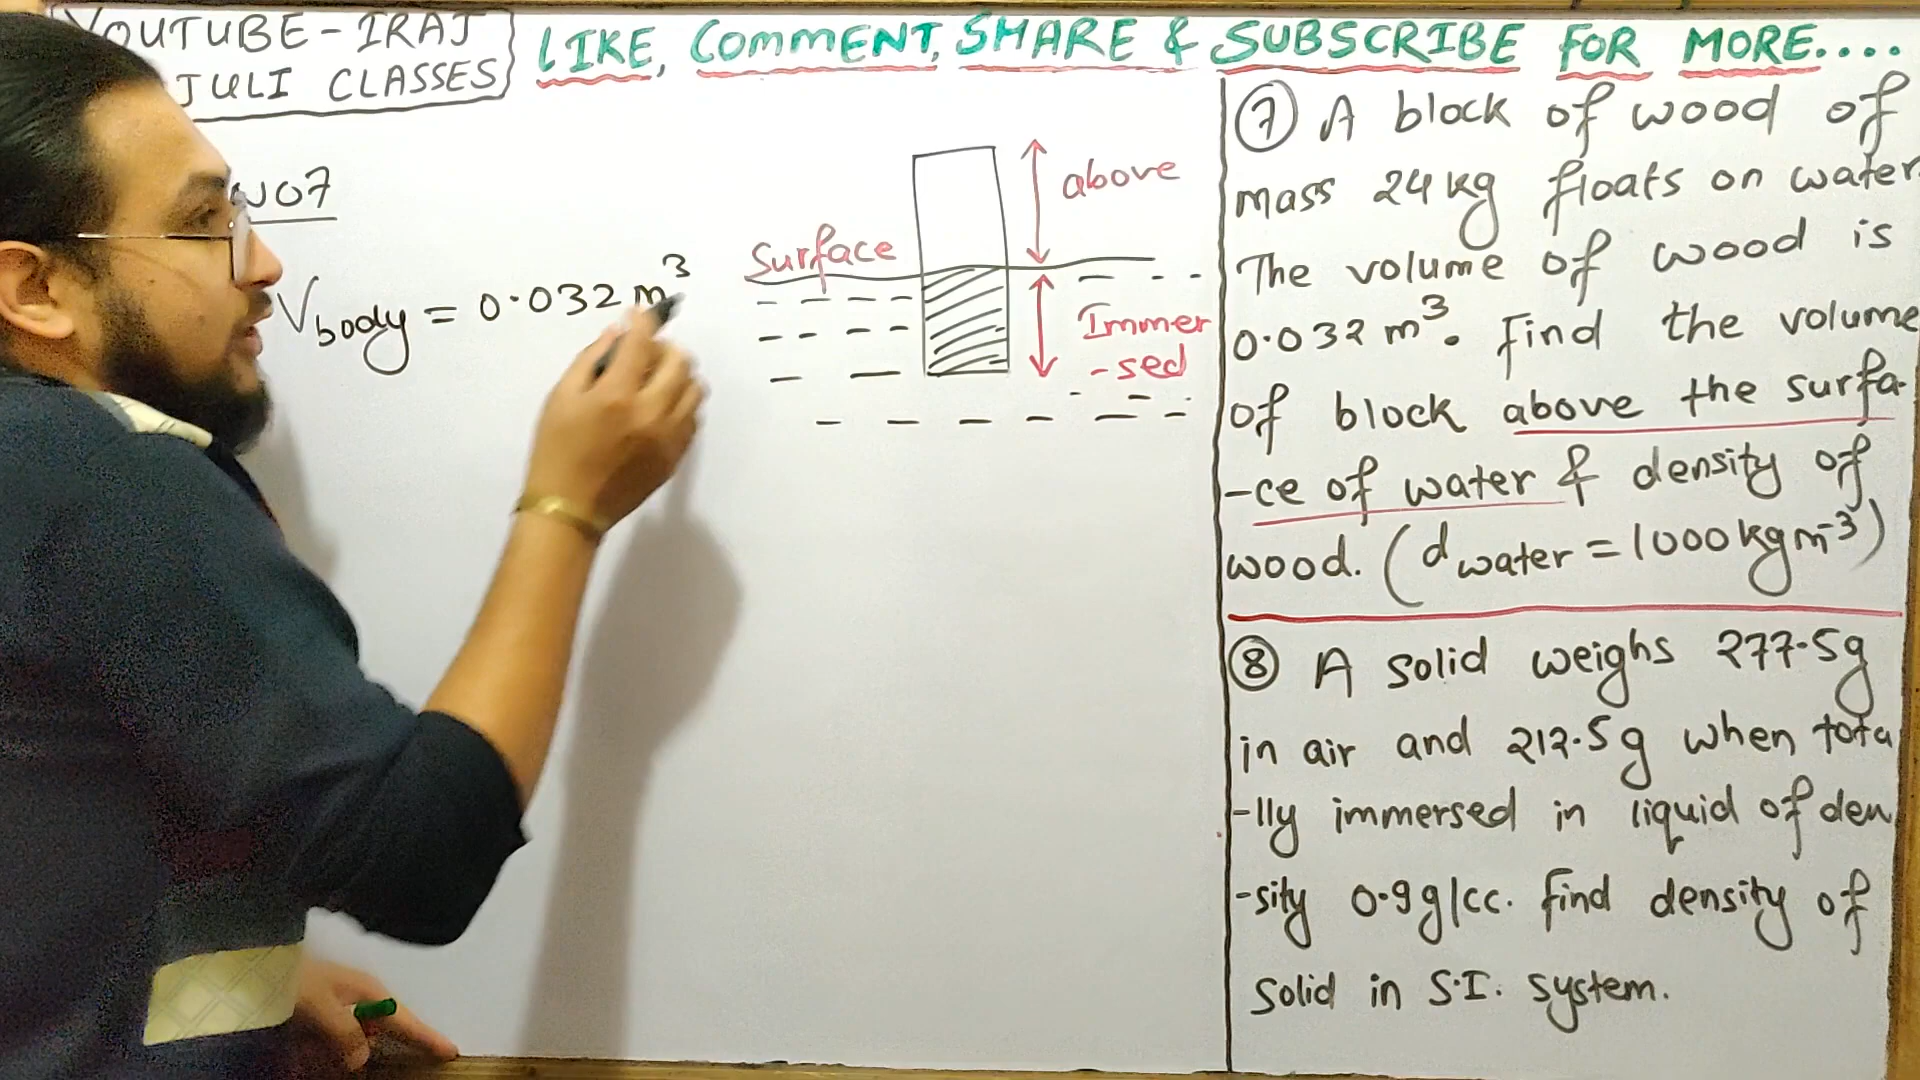 YOUTUBE - IRAJ
JULI CLASSES
LIKE, COMMENT, SHARE & SUBSCRIBE FOR MORE....
NO7
V body = 0.032 m³
Surface
above
Immer
-sed
⑦ A block of wood of
mass 24 kg floats on water.
The volume of wood is
0.032 m³. Find the volume
of block above the surfa-
-ce of water & density of
wood. (d water = 1000 kg m⁻³)
⑧ A solid weighs 277.5g
in air and 212.5g when tota
-lly immersed in liquid of den
-sity 0.9g/cc. Find density of
Solid in S.I. system.